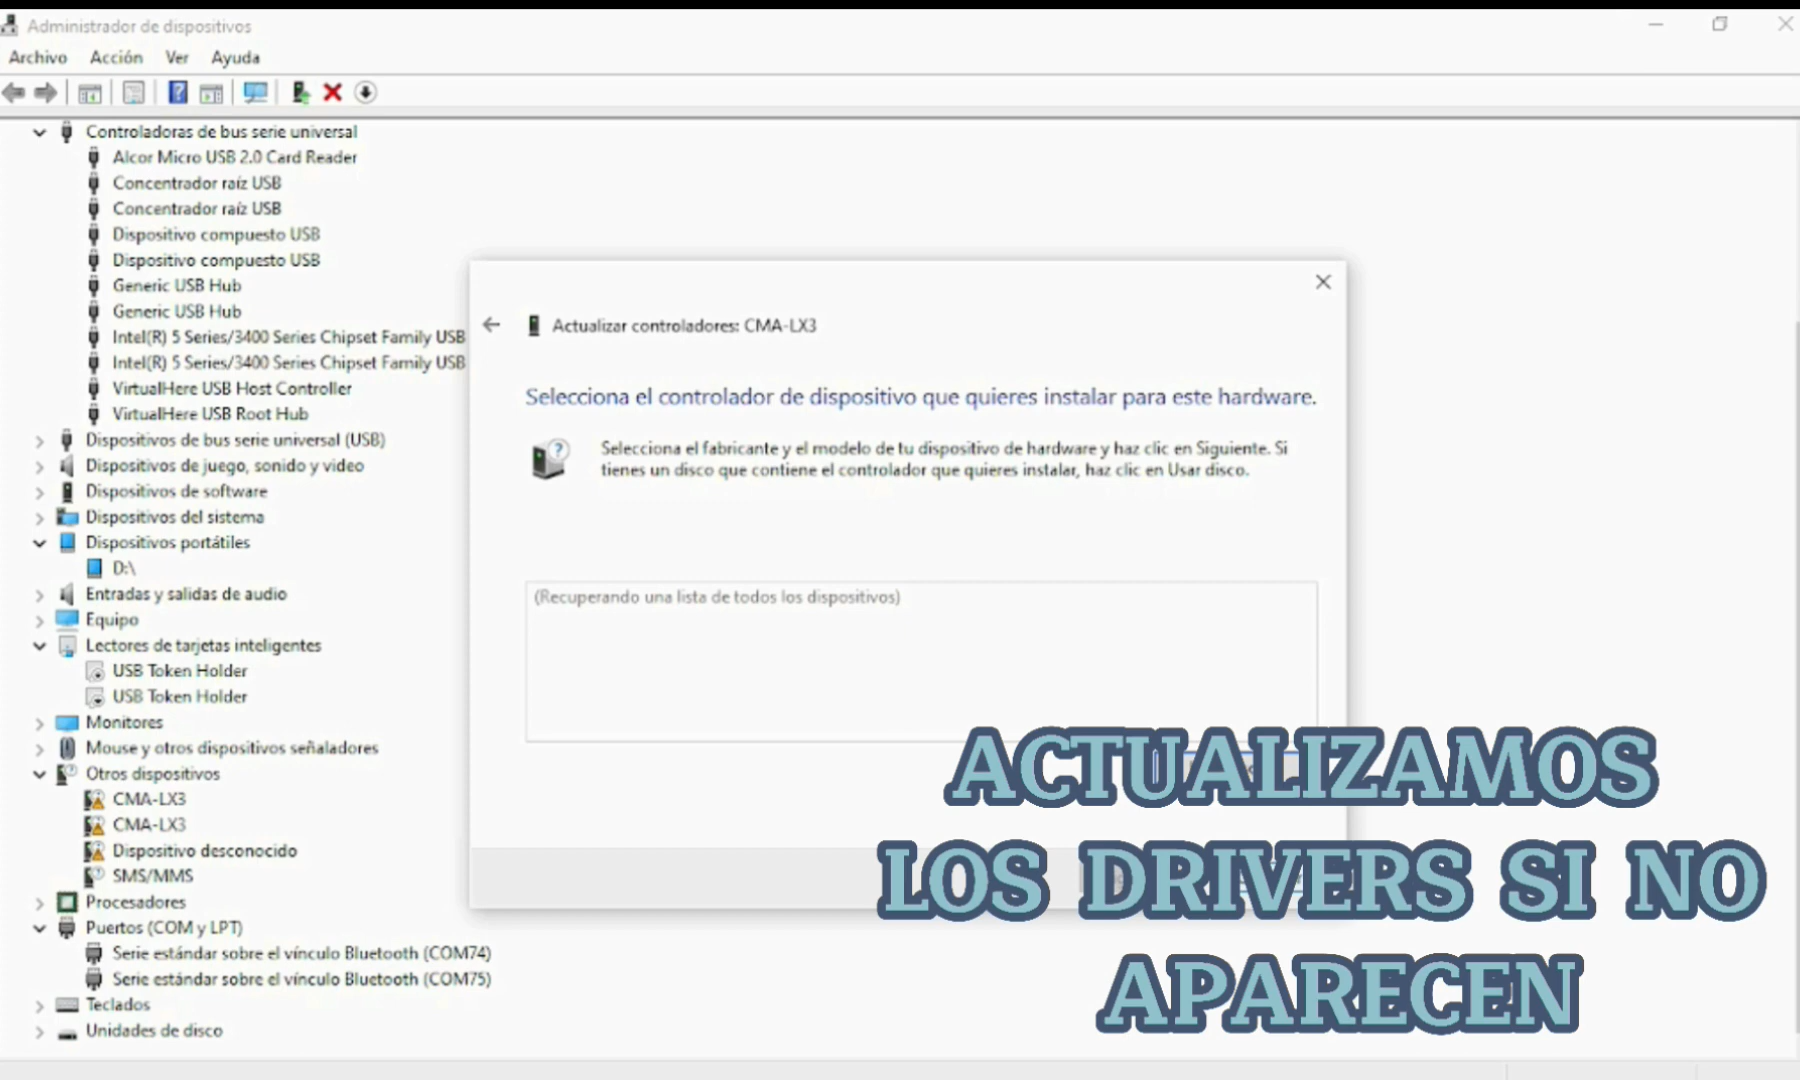 Administrador de dispositivos
Archivo Acción Ver Ayuda
Controladoras de bus serie universal
Alcor Micro USB 2.0 Card Reader
Concentrador raíz USB
Concentrador raíz USB
Dispositivo compuesto USB
Dispositivo compuesto USB
Generic USB Hub
Generic USB Hub
Intel(R) 5 Series/3400 Series Chipset Family USB
Intel(R) 5 Series/3400 Series Chipset Family USB
VirtualHere USB Host Controller
VirtualHere USB Root Hub
Dispositivos de bus serie universal (USB)
Dispositivos de juego, sonido y video
Dispositivos de software
Dispositivos del sistema
Dispositivos portátiles
D:\
Entradas y salidas de audio
Equipo
Lectores de tarjetas inteligentes
USB Token Holder
USB Token Holder
Monitores
Mouse y otros dispositivos señaladores
Otros dispositivos
CMA-LX3
CMA-LX3
Dispositivo desconocido
SMS/MMS
Procesadores
Puertos (COM y LPT)
Serie estándar sobre el vínculo Bluetooth (COM74)
Serie estándar sobre el vínculo Bluetooth (COM75)
Teclados
Unidades de disco
Actualizar controladores: CMA-LX3
Selecciona el controlador de dispositivo que quieres instalar para este hardware.
Selecciona el fabricante y el modelo de tu dispositivo de hardware y haz clic en Siguiente. Si
tienes un disco que contiene el controlador que quieres instalar, haz clic en Usar disco.
(Recuperando una lista de todos los dispositivos)
ACTUALIZAMOS
LOS DRIVERS SI NO
APARECEN